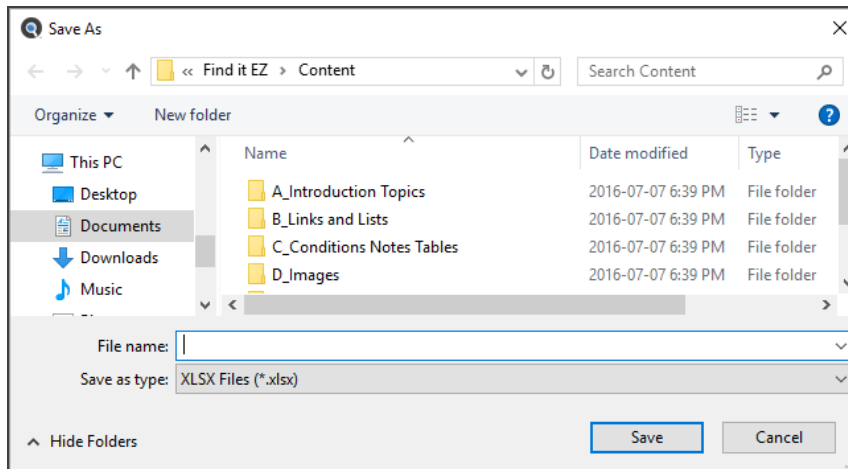 Save As
« Find it EZ > Content
Search Content
Organize
New folder
?
Name
Date modified
Type
This PC
Desktop
Documents
Downloads
Music
A_Introduction Topics 2016-07-07 6:39 PM File folder
B_Links and Lists 2016-07-07 6:39 PM File folder
C_Conditions Notes Tables 2016-07-07 6:39 PM File folder
D_Images 2016-07-07 6:39 PM File folder
File name:
Save as type: XLSX Files (*.xlsx)
Hide Folders
Save
Cancel